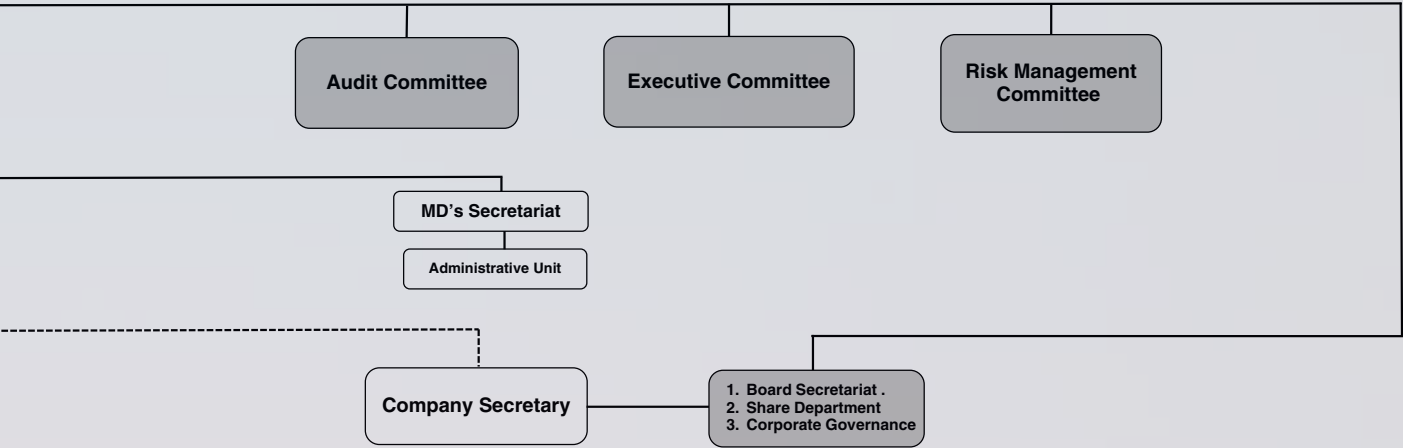 Audit Committee
Executive Committee
Risk Management
Committee
MD's Secretariat
Administrative Unit
Company Secretary
1. Board Secretariat .
2. Share Department
3. Corporate Governance